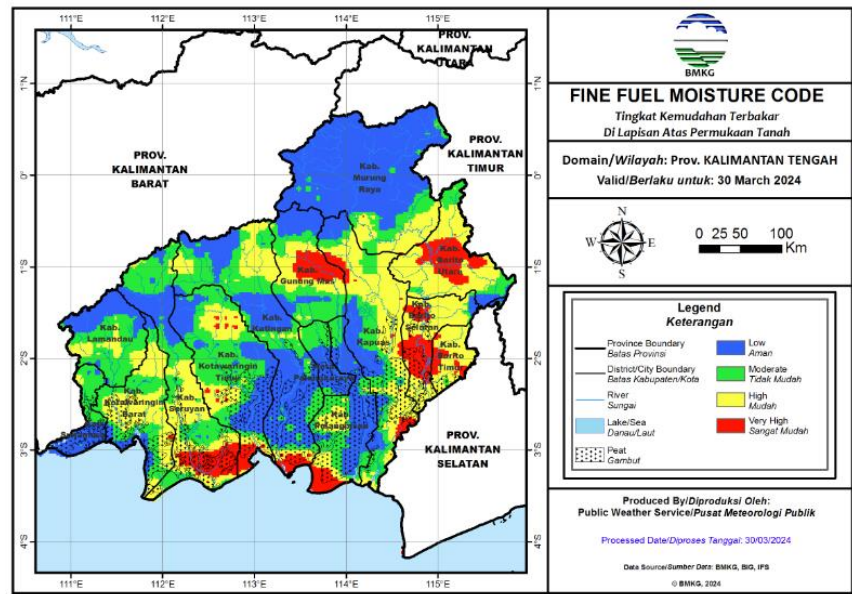 111°E 112°E 113°E 114°E 115°E
PROV.
KALIMANTAN
UTARA
1°N
0°
1°S
2°S
3°S
4°S
PROV.
KALIMANTAN
BARAT
PROV.
KALIMANTAN
TIMUR
Kab.
Murung
Raya
Kab.
Barito
Utara
Kab.
Gunung Mas
Kab.
Barito
Selatan
Kab.
Lamandau
Kab.
Katingan
Kab.
Kapuas
Kab.
Barito
Timur
Kab.
Kotawaringin
Timur
Kab.
Kotawaringin
Barat
Kab.
Seruyan
PROV.
KALIMANTAN
SELATAN
111°E 112°E 113°E 114°E 115°E
BMKG
FINE FUEL MOISTURE CODE
Tingkat Kemudahan Terbakar
Di Lapisan Atas Permukaan Tanah
Domain/Wilayah: Prov. KALIMANTAN TENGAH
Valid/Berlaku untuk: 30 March 2024
N
W E
S
0 25 50 100
Km
Legend
Keterangan
Province Boundary
Batas Provinsi
District/City Boundary
Batas Kabupaten/Kota
River
Sungai
Lake/Sea
Danau/Laut
Peat
Gambut
Low
Aman
Moderate
Tidak Mudah
High
Mudah
Very High
Sangat Mudah
Produced By/Diproduksi Oleh:
Public Weather Service/Pusat Meteorologi Publik
Processed Date/Diproses Tanggal: 30/03/2024
Data Source/Sumber Data: BMKG, BIG, IFS
© BMKG, 2024